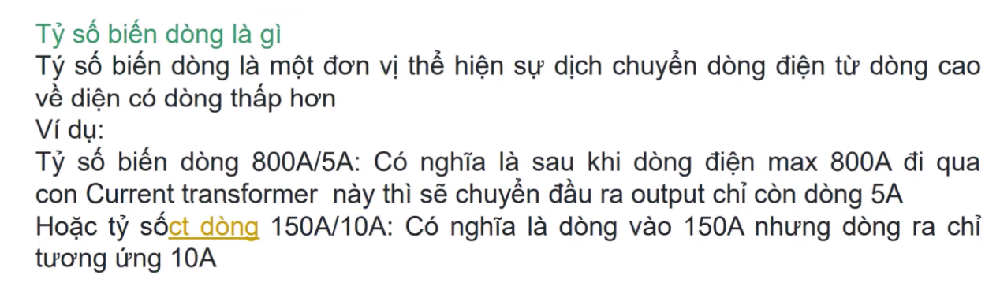 Tỷ số biến dòng là gì
Tý số biến dòng là một đơn vị thể hiện sự dịch chuyển dòng điện từ dòng cao
về diện có dòng thấp hơn
Ví dụ:
Tỷ số biến dòng 800A/5A: Có nghĩa là sau khi dòng điện max 800A đi qua
con Current transformer  này thì sẽ chuyển đầu ra output chỉ còn dòng 5A
Hoặc tỷ sốct dòng 150A/10A: Có nghĩa là dòng vào 150A nhưng dòng ra chỉ
tương ứng 10A